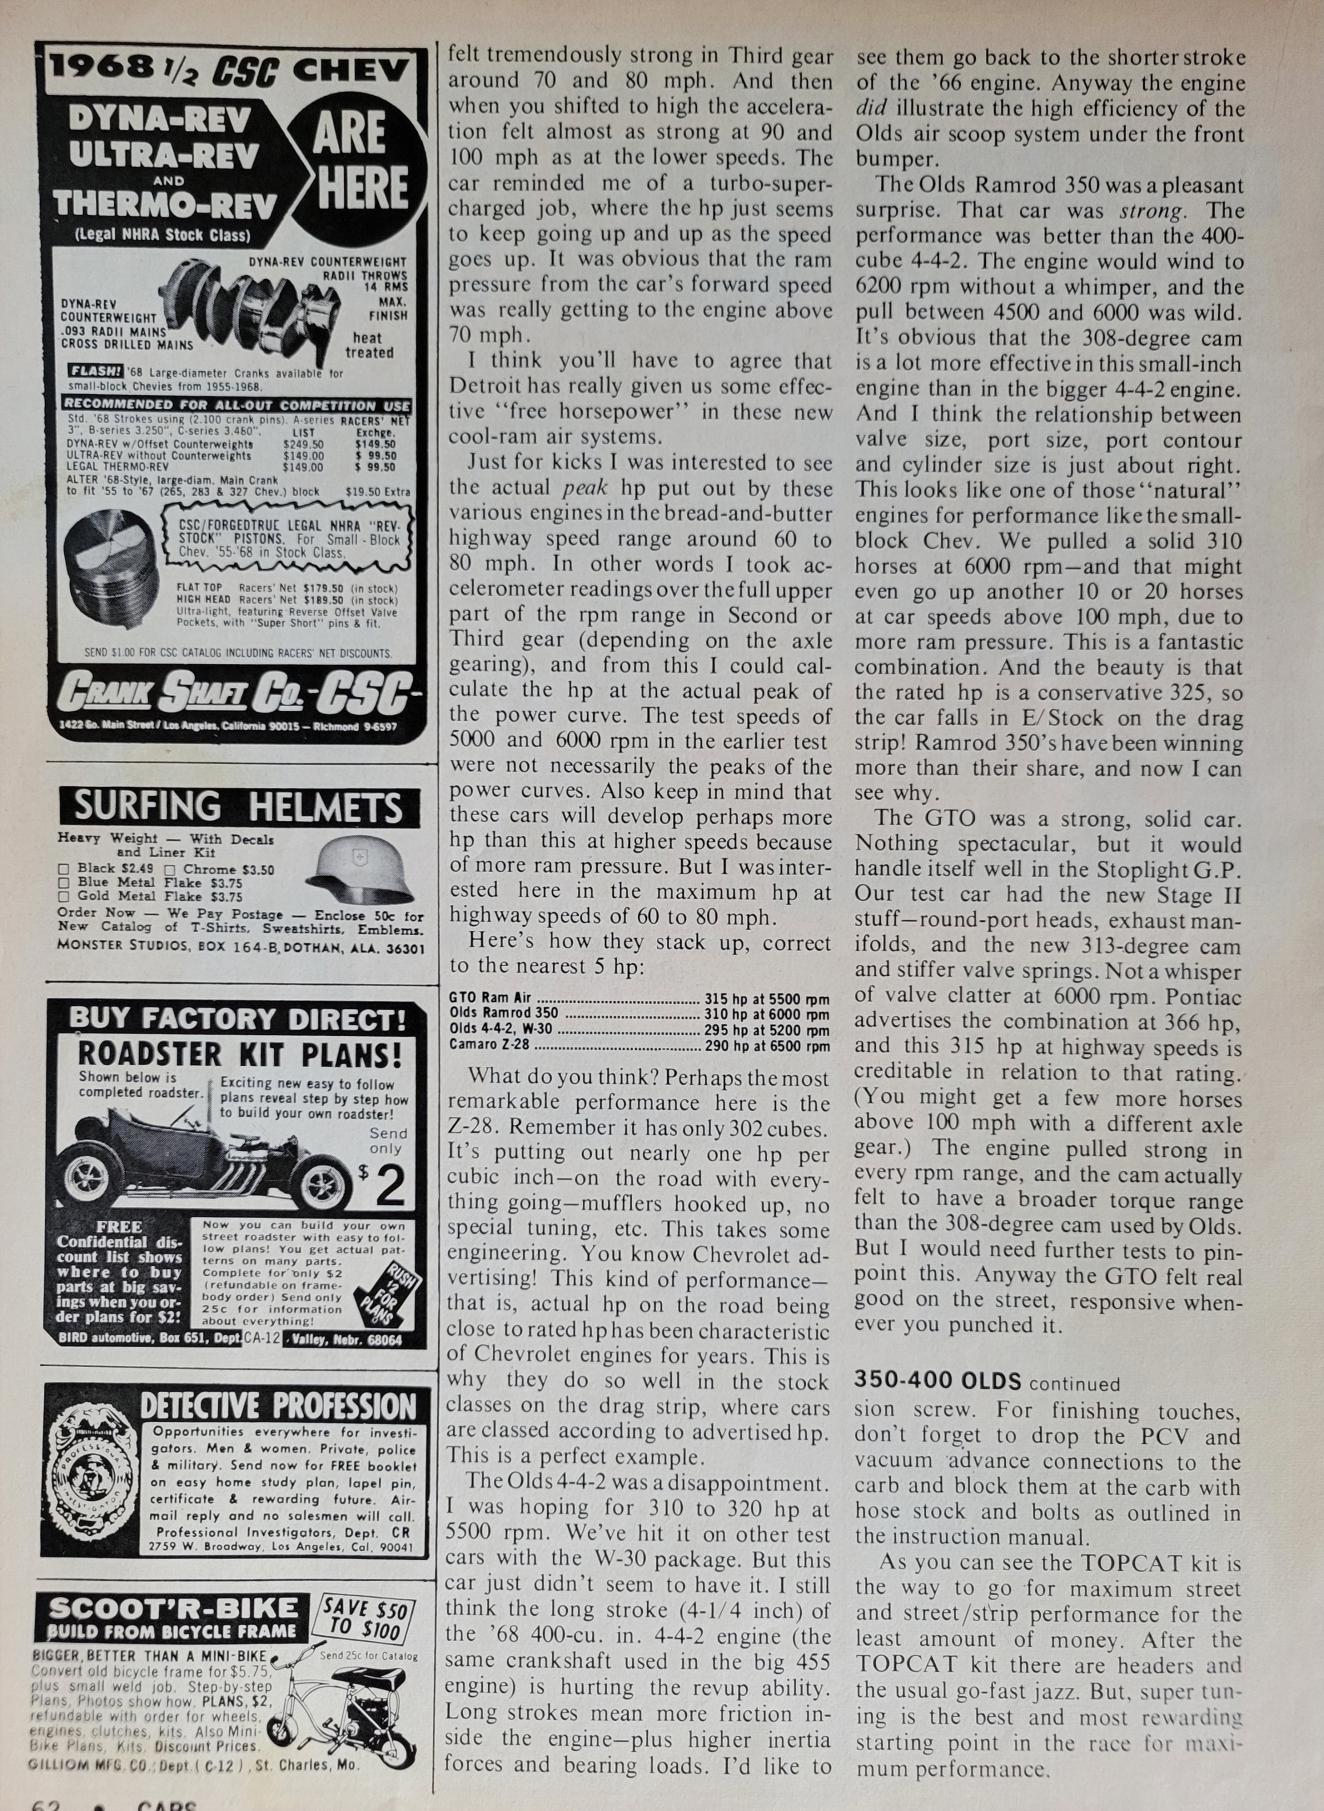 1968 1/2 CSC CHEV
DYNA-REV
ULTRA-REV
AND
THERMO-REV
(Legal NHRA Stock Class)
ARE
HERE
DYNA-REV COUNTERWEIGHT
RADII THROWS
14 RMS
MAX.
FINISH
heat
treated
DYNA-REV
COUNTERWEIGHT
.093 RADII MAINS
CROSS DRILLED MAINS
FLASH! '68 Large-diameter Cranks available for
small-block Chevies from 1955-1968.
RECOMMENDED FOR ALL-OUT COMPETITION USE
Std. '68 Strokes using (2.100 crank pins). A-series RACERS' NET
3", B-series 3.250", C-series 3.480". LIST Exchge.
DYNA-REV w/Offset Counterweights $249.50 $149.50
ULTRA-REV without Counterweights $149.00 $ 99.50
LEGAL THERMO-REV $149.00 $ 99.50
ALTER '68-Style, large-diam. Main Crank
to fit '55 to '67 (265, 283 & 327 Chev.) block $19.50 Extra
CSC/FORGEDTRUE LEGAL NHRA "REV-
STOCK" PISTONS. For Small-Block
Chev. '55-'68 in Stock Class.
FLAT TOP Racers' Net $179.50 (in stock)
HIGH HEAD Racers' Net $189.50 (in stock)
Ultra-light, featuring Reverse Offset Valve
Pockets, with "Super Short" pins & fit.
SEND $1.00 FOR CSC CATALOG INCLUDING RACERS' NET DISCOUNTS.
CRANK SHAFT CO.-CSC-
1422 So. Main Street / Los Angeles, California 90015 — Richmond 9-6597
SURFING HELMETS
Heavy Weight — With Decals
and Liner Kit
Black $2.49 Chrome $3.50
Blue Metal Flake $3.75
Gold Metal Flake $3.75
Order Now — We Pay Postage — Enclose 50c for
New Catalog of T-Shirts, Sweatshirts, Emblems.
MONSTER STUDIOS, BOX 164-B, DOTHAN, ALA. 36301
BUY FACTORY DIRECT!
ROADSTER KIT PLANS!
Shown below is
completed roadster.
Exciting new easy to follow
plans reveal step by step how
to build your own roadster!
Send
only
$2
FREE
Confidential dis-
count list shows
where to buy
parts at big sav-
ings when you or-
der plans for $2!
Now you can build your own
street roadster with easy to fol-
low plans! You get actual pat-
terns on many parts.
Complete for only $2
(refundable on frame-
body order) Send only
25c for information
about everything!
RUSH
$2
FOR
PLANS
BIRD automotive, Box 651, Dept. CA-12, Valley, Nebr. 68064
DETECTIVE PROFESSION
PROFESSIONAL INVESTIGATOR
Opportunities everywhere for investi-
gators. Men & women. Private, police
& military. Send now for FREE booklet
on easy home study plan, lapel pin,
certificate & rewarding future. Air-
mail reply and no salesmen will call.
Professional Investigators, Dept. CR
2759 W. Broadway, Los Angeles, Cal. 90041
SCOOT'R-BIKE
BUILD FROM BICYCLE FRAME
SAVE $50
TO $100
Send 25c for Catalog
BIGGER, BETTER THAN A MINI-BIKE
Convert old bicycle frame for $5.75,
plus small weld job. Step-by-step
Plans, Photos show how. PLANS, $2,
refundable with order for wheels,
engines, clutches, kits. Also Mini-
Bike Plans, Kits. Discount Prices.
GILLIOM MFG. CO., Dept. ( C-12 ) , St. Charles, Mo.
62 • CARS
felt tremendously strong in Third gear
around 70 and 80 mph. And then
when you shifted to high the accelera-
tion felt almost as strong at 90 and
100 mph as at the lower speeds. The
car reminded me of a turbo-super-
charged job, where the hp just seems
to keep going up and up as the speed
goes up. It was obvious that the ram
pressure from the car's forward speed
was really getting to the engine above
70 mph.
I think you'll have to agree that
Detroit has really given us some effec-
tive "free horsepower" in these new
cool-ram air systems.
Just for kicks I was interested to see
the actual peak hp put out by these
various engines in the bread-and-butter
highway speed range around 60 to
80 mph. In other words I took ac-
celerometer readings over the full upper
part of the rpm range in Second or
Third gear (depending on the axle
gearing), and from this I could cal-
culate the hp at the actual peak of
the power curve. The test speeds of
5000 and 6000 rpm in the earlier test
were not necessarily the peaks of the
power curves. Also keep in mind that
these cars will develop perhaps more
hp than this at higher speeds because
of more ram pressure. But I was inter-
ested here in the maximum hp at
highway speeds of 60 to 80 mph.
Here's how they stack up, correct
to the nearest 5 hp:
GTO Ram Air ........ 315 hp at 5500 rpm
Olds Ramrod 350 ........ 310 hp at 6000 rpm
Olds 4-4-2, W-30 ........ 295 hp at 5200 rpm
Camaro Z-28 ........ 290 hp at 6500 rpm
What do you think? Perhaps the most
remarkable performance here is the
Z-28. Remember it has only 302 cubes.
It's putting out nearly one hp per
cubic inch—on the road with every-
thing going—mufflers hooked up, no
special tuning, etc. This takes some
engineering. You know Chevrolet ad-
vertising! This kind of performance—
that is, actual hp on the road being
close to rated hp has been characteristic
of Chevrolet engines for years. This is
why they do so well in the stock
classes on the drag strip, where cars
are classed according to advertised hp.
This is a perfect example.
The Olds 4-4-2 was a disappointment.
I was hoping for 310 to 320 hp at
5500 rpm. We've hit it on other test
cars with the W-30 package. But this
car just didn't seem to have it. I still
think the long stroke (4-1/4 inch) of
the '68 400-cu. in. 4-4-2 engine (the
same crankshaft used in the big 455
engine) is hurting the revup ability.
Long strokes mean more friction in-
side the engine—plus higher inertia
forces and bearing loads. I'd like to
see them go back to the shorter stroke
of the '66 engine. Anyway the engine
did illustrate the high efficiency of the
Olds air scoop system under the front
bumper.
The Olds Ramrod 350 was a pleasant
surprise. That car was strong. The
performance was better than the 400-
cube 4-4-2. The engine would wind to
6200 rpm without a whimper, and the
pull between 4500 and 6000 was wild.
It's obvious that the 308-degree cam
is a lot more effective in this small-inch
engine than in the bigger 4-4-2 engine.
And I think the relationship between
valve size, port size, port contour
and cylinder size is just about right.
This looks like one of those "natural"
engines for performance like the small-
block Chev. We pulled a solid 310
horses at 6000 rpm—and that might
even go up another 10 or 20 horses
at car speeds above 100 mph, due to
more ram pressure. This is a fantastic
combination. And the beauty is that
the rated hp is a conservative 325, so
the car falls in E/Stock on the drag
strip! Ramrod 350's have been winning
more than their share, and now I can
see why.
The GTO was a strong, solid car.
Nothing spectacular, but it would
handle itself well in the Stoplight G.P.
Our test car had the new Stage II
stuff—round-port heads, exhaust man-
ifolds, and the new 313-degree cam
and stiffer valve springs. Not a whisper
of valve clatter at 6000 rpm. Pontiac
advertises the combination at 366 hp,
and this 315 hp at highway speeds is
creditable in relation to that rating.
(You might get a few more horses
above 100 mph with a different axle
gear.) The engine pulled strong in
every rpm range, and the cam actually
felt to have a broader torque range
than the 308-degree cam used by Olds.
But I would need further tests to pin-
point this. Anyway the GTO felt real
good on the street, responsive when-
ever you punched it.
350-400 OLDS continued
sion screw. For finishing touches,
don't forget to drop the PCV and
vacuum advance connections to the
carb and block them at the carb with
hose stock and bolts as outlined in
the instruction manual.
As you can see the TOPCAT kit is
the way to go for maximum street
and street/strip performance for the
least amount of money. After the
TOPCAT kit there are headers and
the usual go-fast jazz. But, super tun-
ing is the best and most rewarding
starting point in the race for maxi-
mum performance.